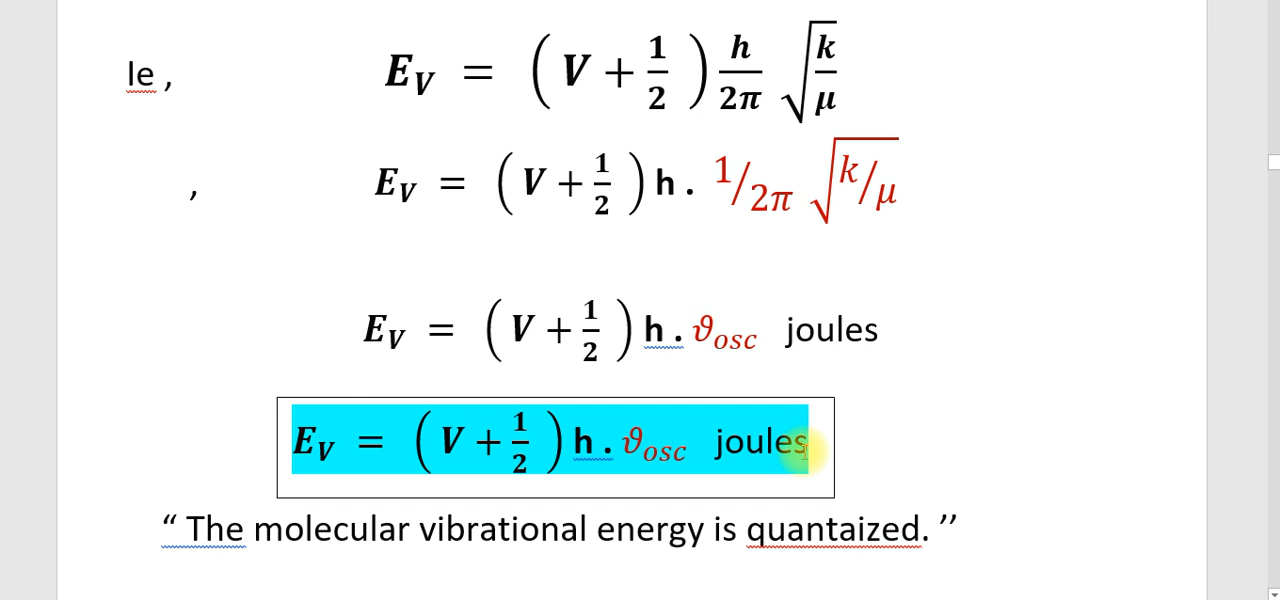 le , E_V = ( V + 1/2 ) h/2π √(k/μ)
, E_V = ( V + 1/2 ) h . 1/2π √(k/μ)
E_V = ( V + 1/2 ) h . ϑ_osc joules
E_V = ( V + 1/2 ) h . ϑ_osc joules
“ The molecular vibrational energy is quantaized. ’’